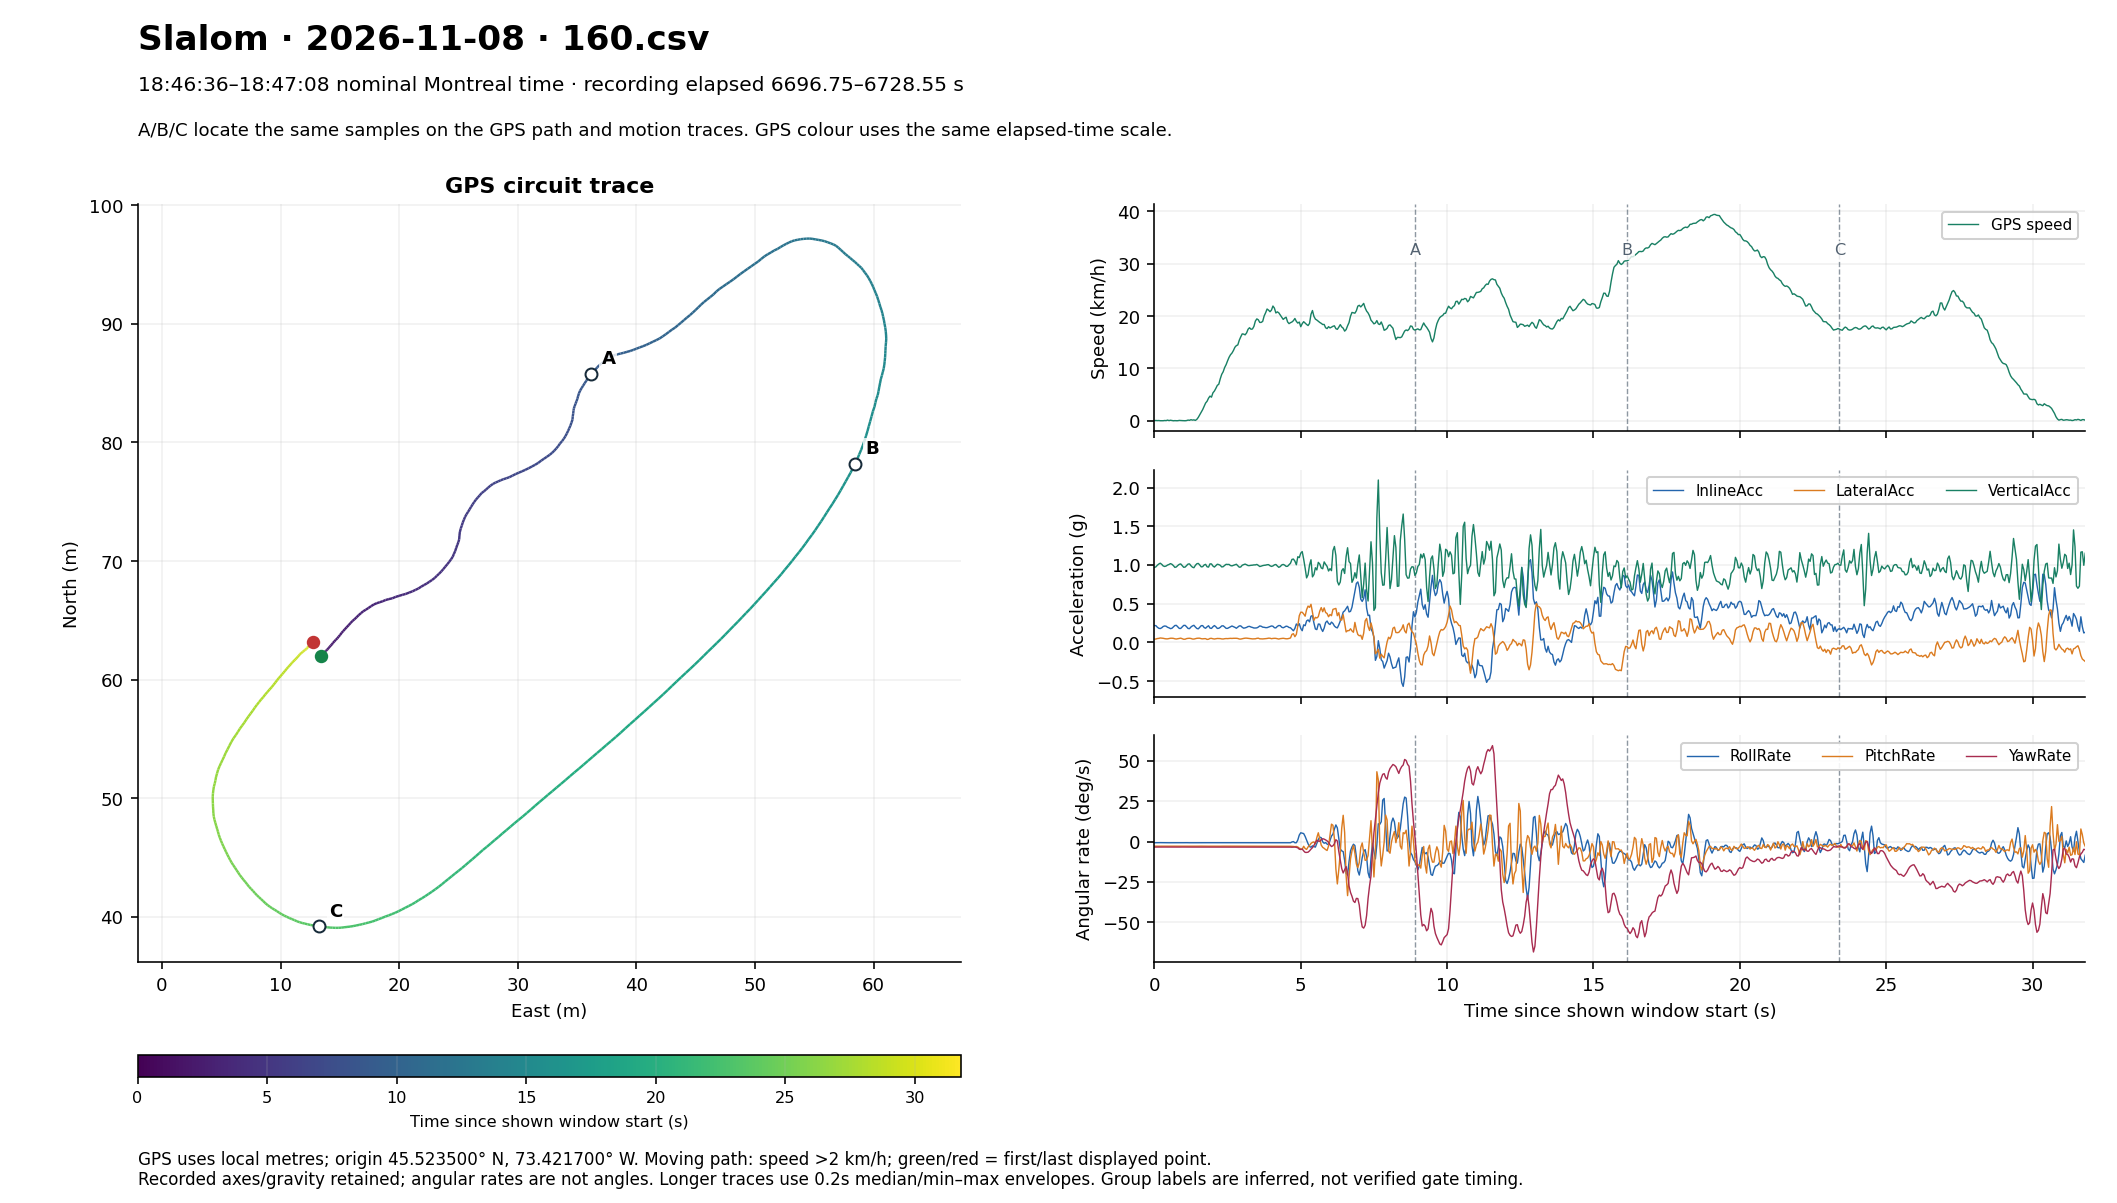 Slalom · 2026-11-08 · 160.csv
18:46:36–18:47:08 nominal Montreal time · recording elapsed 6696.75–6728.55 s
A/B/C locate the same samples on the GPS path and motion traces. GPS colour uses the same elapsed-time scale.
GPS circuit trace
100
90
80
70
60
50
40
North (m)
A
B
C
0 10 20 30 40 50 60
East (m)
0 5 10 15 20 25 30
Time since shown window start (s)
40
30
20
10
0
Speed (km/h)
A B C
GPS speed
2.0
1.5
1.0
0.5
0.0
−0.5
Acceleration (g)
InlineAcc LateralAcc VerticalAcc
50
25
0
−25
−50
Angular rate (deg/s)
RollRate PitchRate YawRate
0 5 10 15 20 25 30
Time since shown window start (s)
GPS uses local metres; origin 45.523500° N, 73.421700° W. Moving path: speed >2 km/h; green/red = first/last displayed point.
Recorded axes/gravity retained; angular rates are not angles. Longer traces use 0.2s median/min–max envelopes. Group labels are inferred, not verified gate timing.